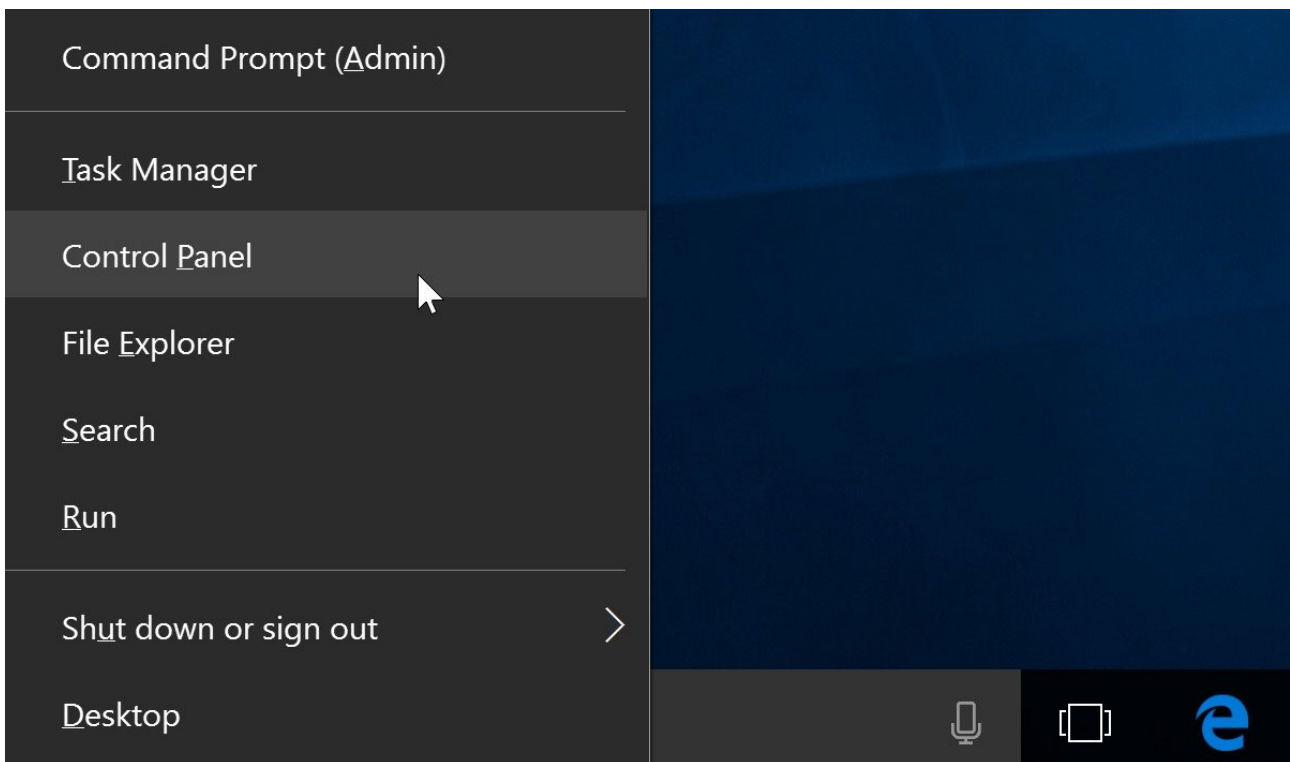 Command Prompt (Admin)
Task Manager
Control Panel
File Explorer
Search
Run
Shut down or sign out
Desktop